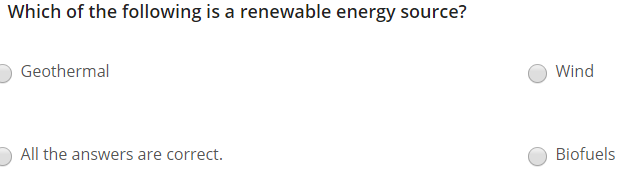 Which of the following is a renewable energy source?
Geothermal
Wind
All the answers are correct.
Biofuels